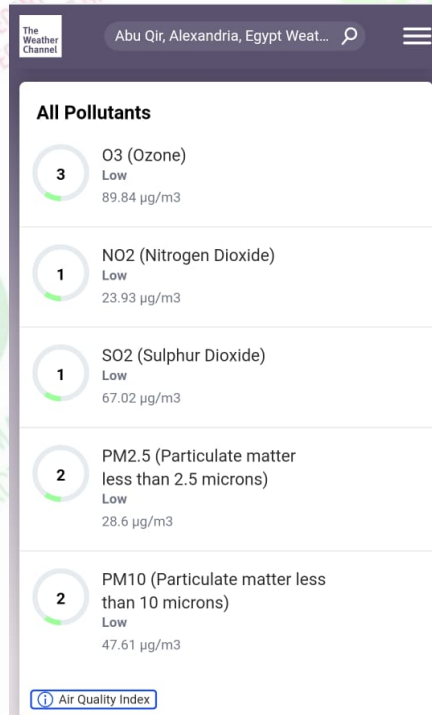 The
Weather
Channel
Abu Qir, Alexandria, Egypt Weat...
All Pollutants
3
O3 (Ozone)
Low
89.84 µg/m3
1
NO2 (Nitrogen Dioxide)
Low
23.93 µg/m3
1
SO2 (Sulphur Dioxide)
Low
67.02 µg/m3
2
PM2.5 (Particulate matter
less than 2.5 microns)
Low
28.6 µg/m3
2
PM10 (Particulate matter less
than 10 microns)
Low
47.61 µg/m3
Air Quality Index